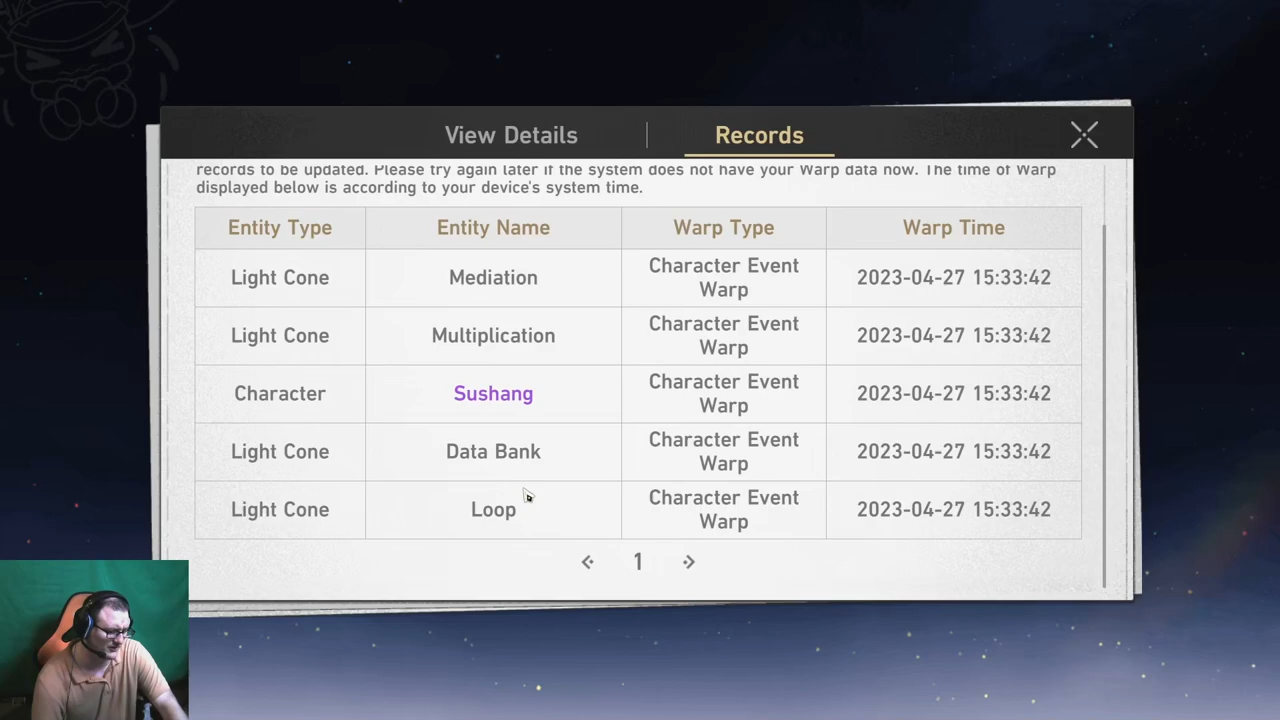 View Details
Records
records to be updated. Please try again later if the system does not have your Warp data now. The time of Warp
displayed below is according to your device's system time.
Entity Type Entity Name Warp Type Warp Time
Light Cone Mediation Character Event Warp 2023-04-27 15:33:42
Light Cone Multiplication Character Event Warp 2023-04-27 15:33:42
Character Sushang Character Event Warp 2023-04-27 15:33:42
Light Cone Data Bank Character Event Warp 2023-04-27 15:33:42
Light Cone Loop Character Event Warp 2023-04-27 15:33:42
1